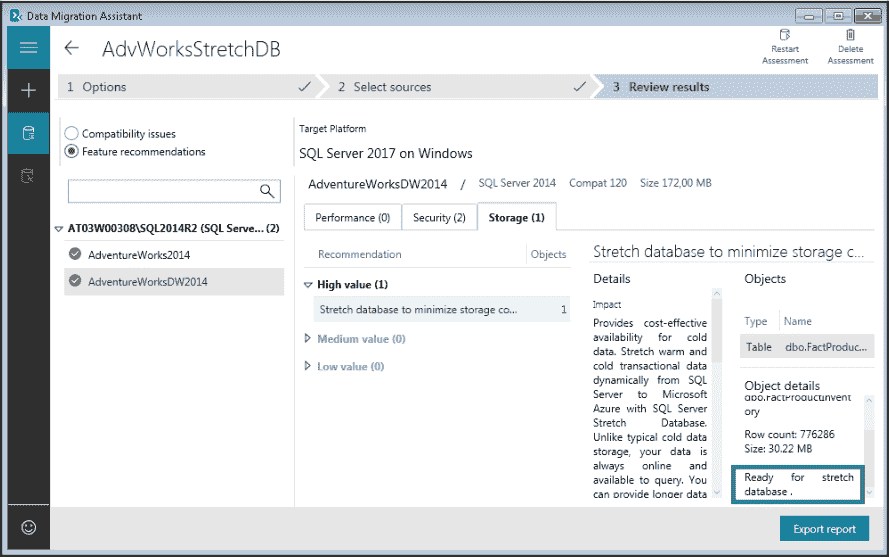 Data Migration Assistant
AdvWorksStretchDB
Restart
Assessment
Delete
Assessment
1 Options
2 Select sources
3 Review results
Compatibility issues
Feature recommendations
AT03W00308\SQL2014R2 (SQL Serve... (2)
AdventureWorks2014
AdventureWorksDW2014
Target Platform
SQL Server 2017 on Windows
AdventureWorksDW2014 / SQL Server 2014 Compat 120 Size 172,00 MB
Performance (0) Security (2) Storage (1)
Recommendation Objects
High value (1)
Stretch database to minimize storage co... 1
Medium value (0)
Low value (0)
Stretch database to minimize storage c...
Details
Impact
Provides cost-effective
availability for cold
data. Stretch warm and
cold transactional data
dynamically from SQL
Server to Microsoft
Azure with SQL Server
Stretch Database.
Unlike typical cold data
storage, your data is
always online and
available to query. You
can provide longer data
Objects
Type Name
Table dbo.FactProduc...
Object details
dbo.FactProductInvent
ory
Row count: 776286
Size: 30.22 MB
Ready for stretch
database .
Export report